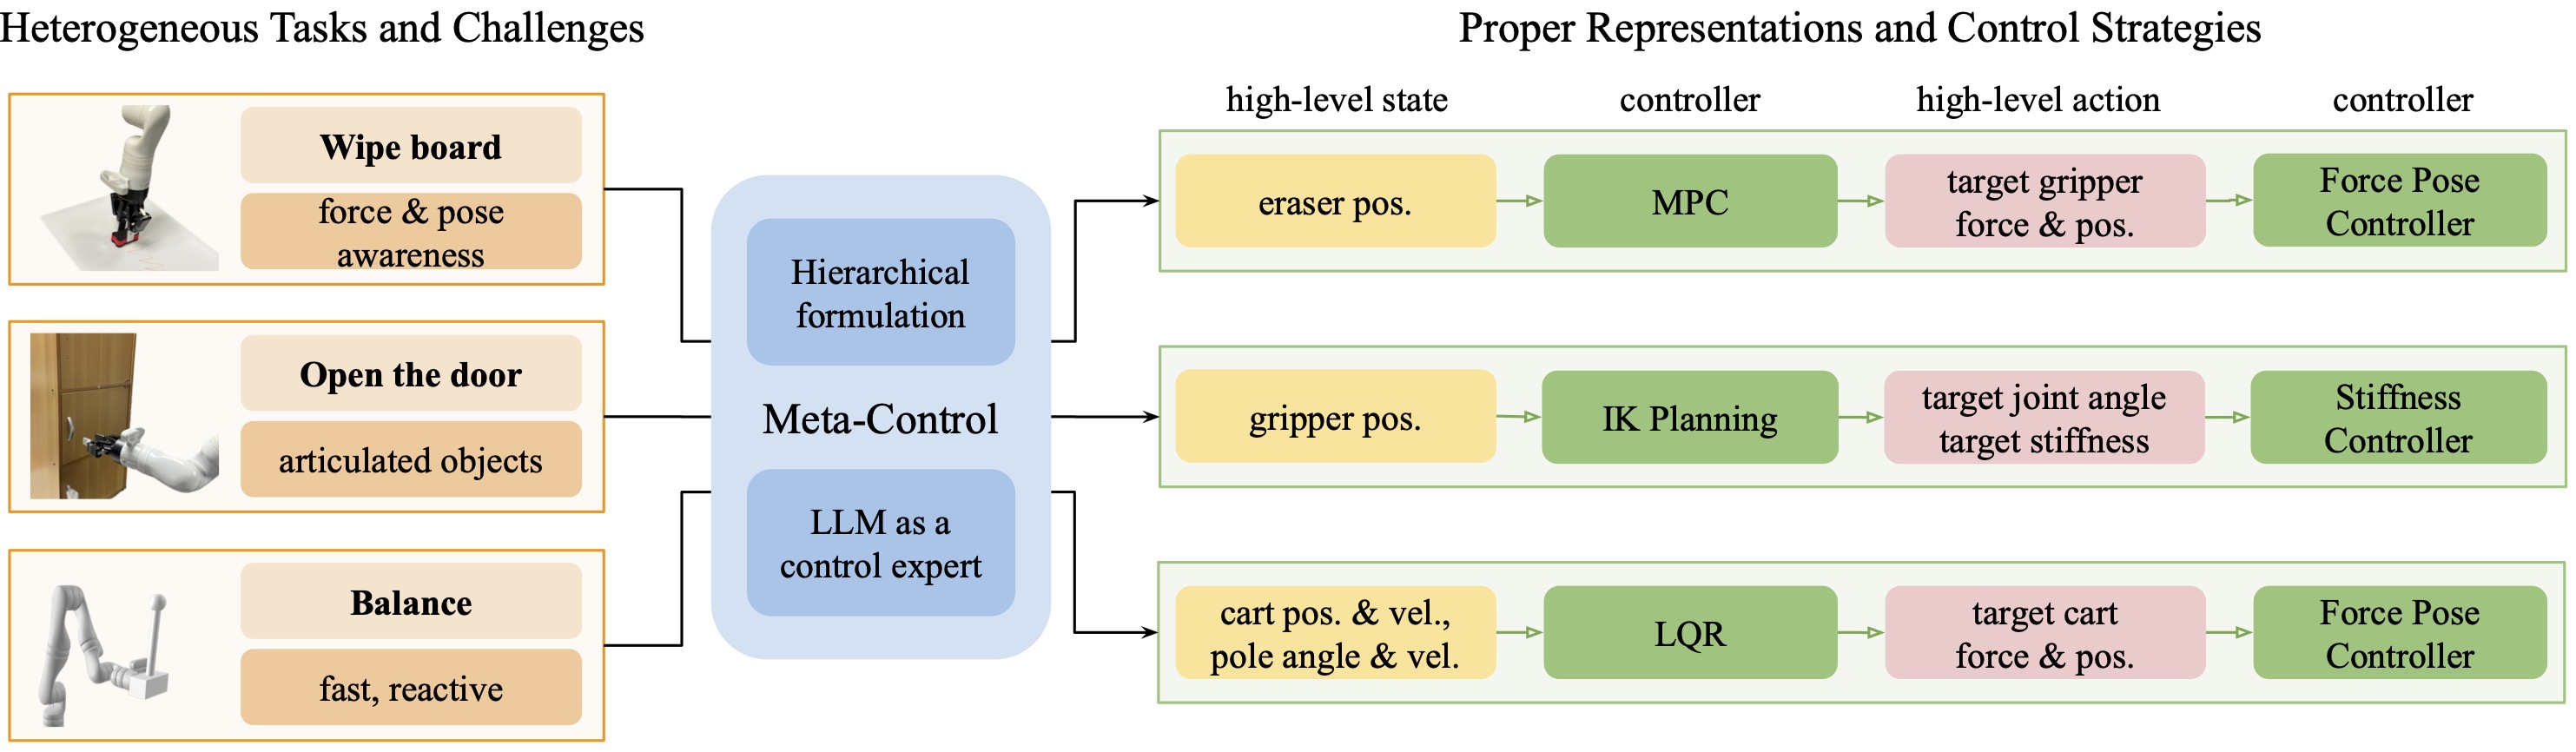 Heterogeneous Tasks and Challenges
Proper Representations and Control Strategies
high-level state
controller
high-level action
controller
Wipe board
force & pose
awareness
Open the door
articulated objects
Balance
fast, reactive
Hierarchical
formulation
Meta-Control
LLM as a
control expert
eraser pos.
MPC
target gripper
force & pos.
Force Pose
Controller
gripper pos.
IK Planning
target joint angle
target stiffness
Stiffness
Controller
cart pos. & vel.,
pole angle & vel.
LQR
target cart
force & pos.
Force Pose
Controller